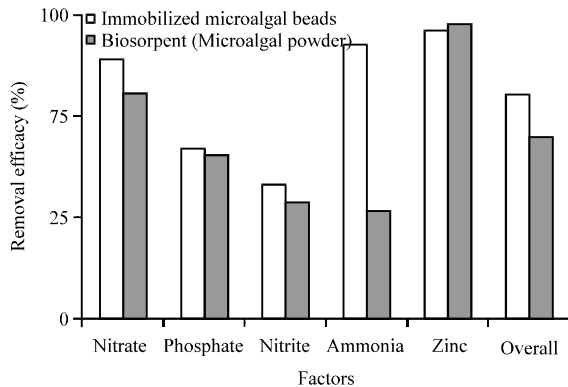 100
75
25
0
Removal efficacy (%)
Immobilized microalgal beads
Biosorpent (Microalgal powder)
Nitrate Phosphate Nitrite Ammonia Zinc Overall
Factors